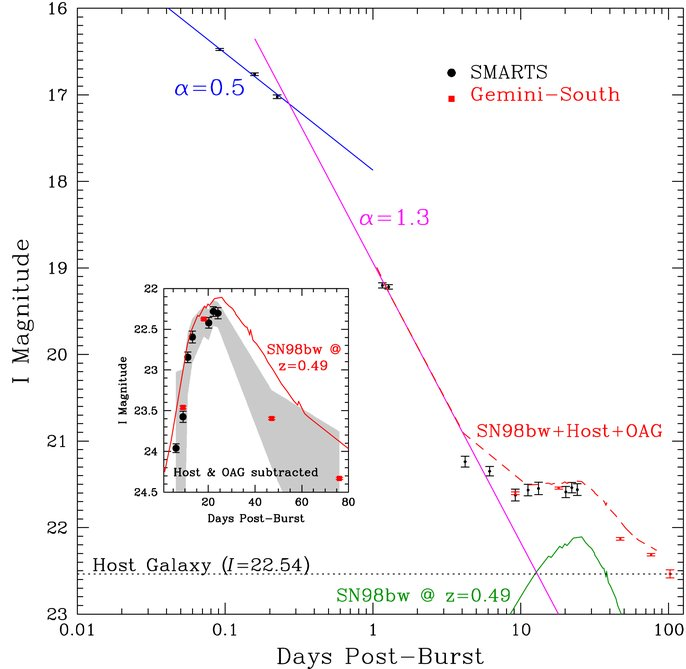 16
17
18
19
20
21
22
23
I Magnitude
α=0.5
α=1.3
SMARTS
Gemini−South
22
22.5
23
23.5
24
24.5
I Magnitude
SN98bw @
z=0.49
Host & OAG subtracted
0 20 40 60 80
Days Post−Burst
SN98bw+Host+OAG
Host Galaxy (I=22.54)
SN98bw @ z=0.49
0.01 0.1 1 10 100
Days Post−Burst